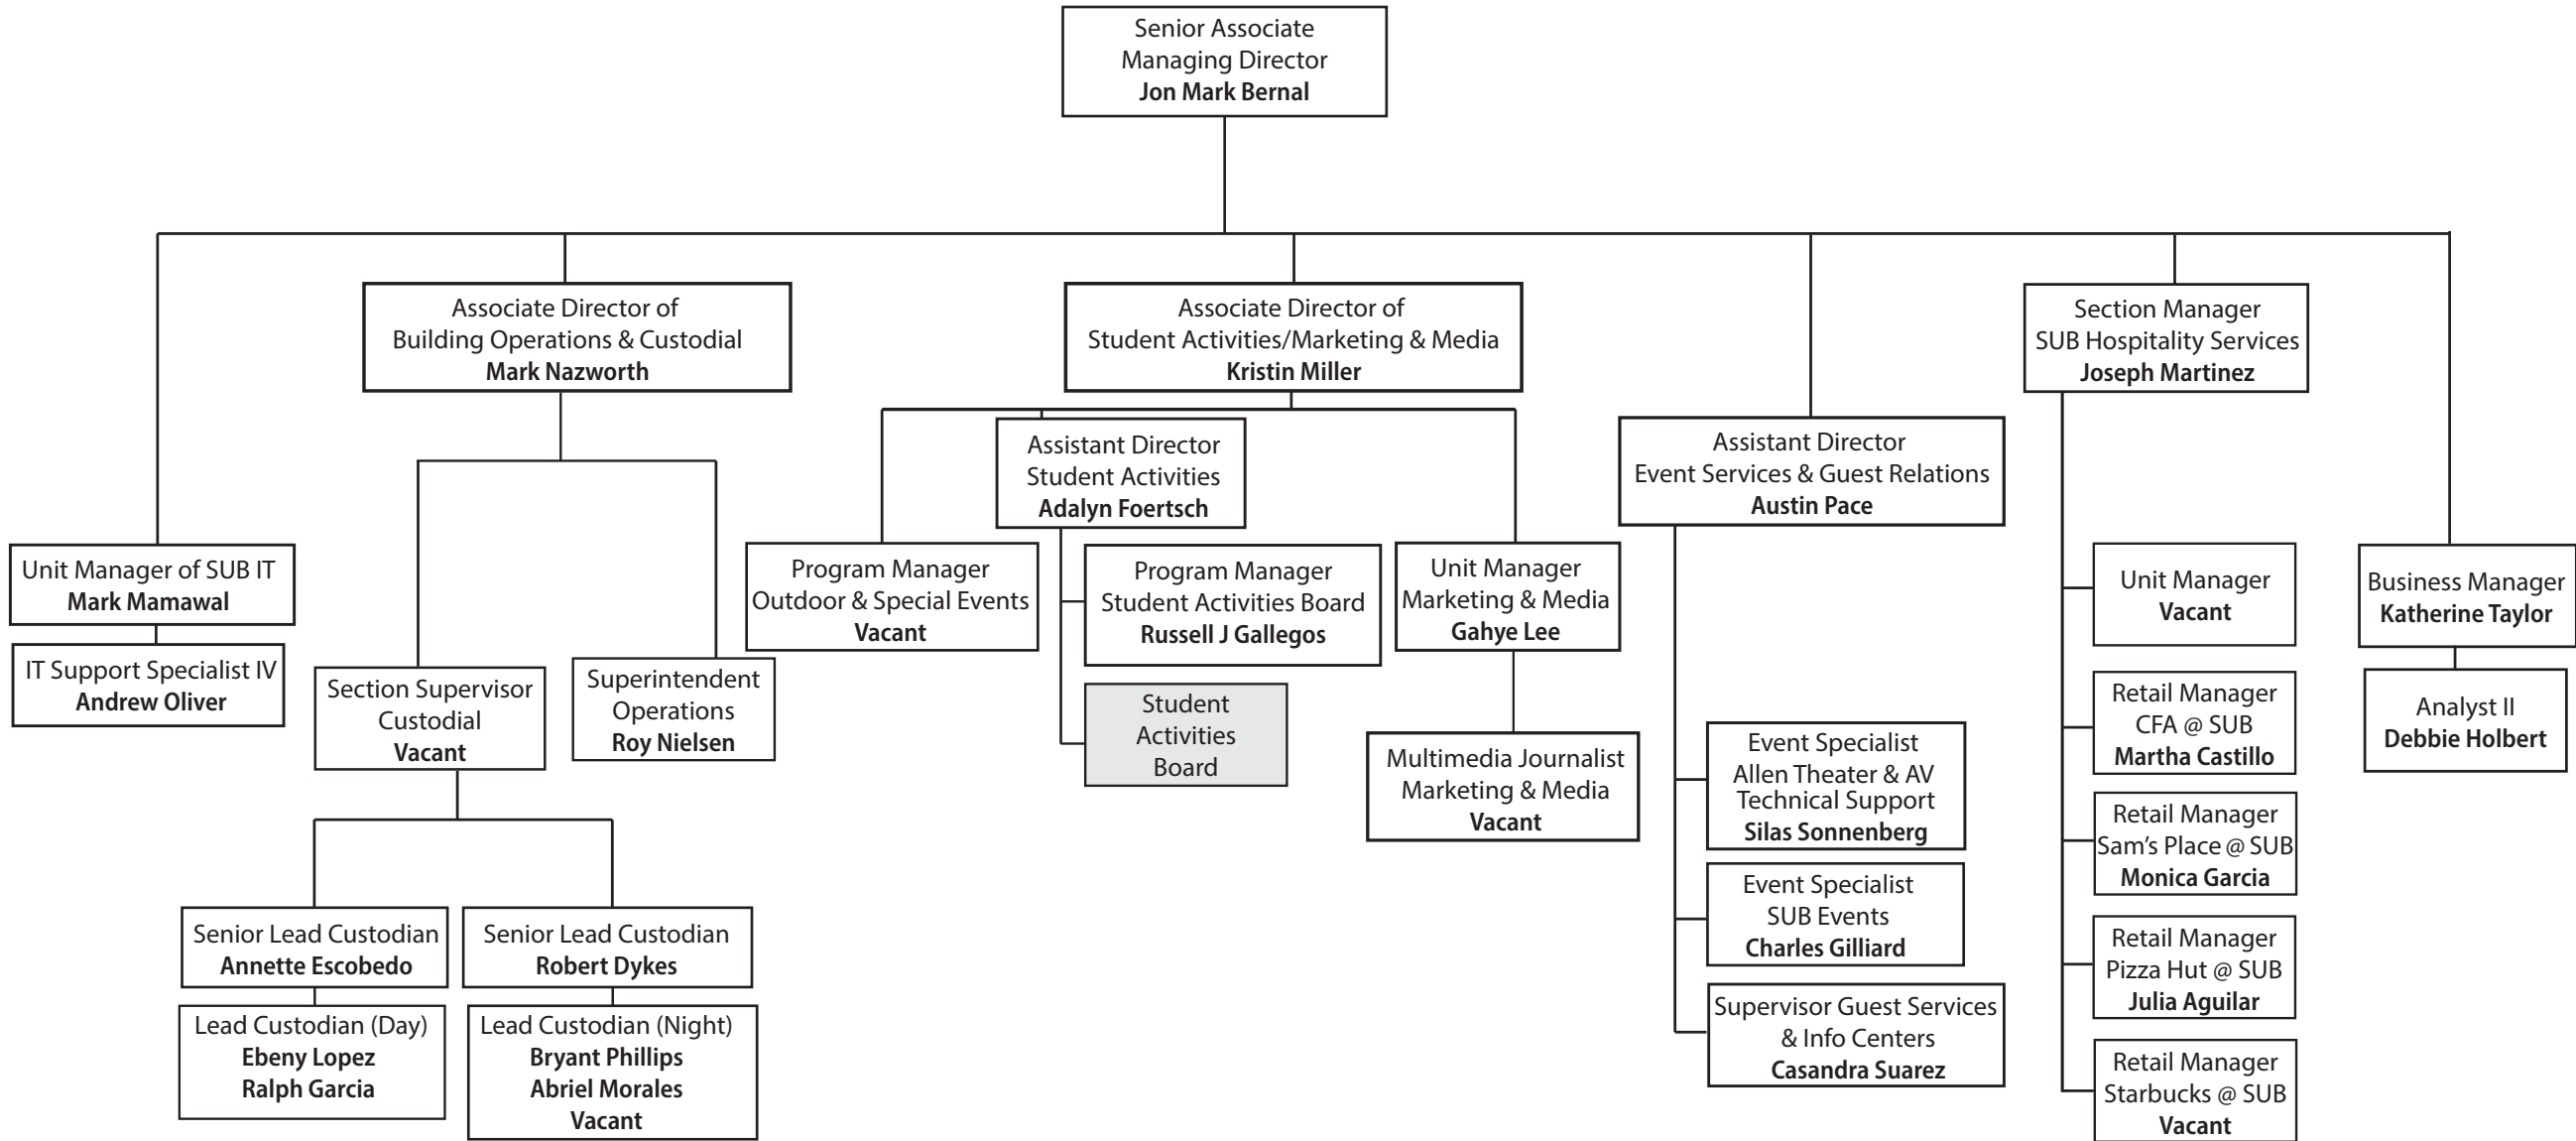 Senior Associate
Managing Director
Jon Mark Bernal
Associate Director of
Building Operations & Custodial
Mark Nazworth
Associate Director of
Student Activities/Marketing & Media
Kristin Miller
Section Manager
SUB Hospitality Services
Joseph Martinez
Assistant Director
Student Activities
Adalyn Foertsch
Assistant Director
Event Services & Guest Relations
Austin Pace
Unit Manager of SUB IT
Mark Mamawal
IT Support Specialist IV
Andrew Oliver
Section Supervisor
Custodial
Vacant
Superintendent
Operations
Roy Nielsen
Program Manager
Outdoor & Special Events
Vacant
Program Manager
Student Activities Board
Russell J Gallegos
Student
Activities
Board
Unit Manager
Marketing & Media
Gahye Lee
Multimedia Journalist
Marketing & Media
Vacant
Event Specialist
Allen Theater & AV
Technical Support
Silas Sonnenberg
Event Specialist
SUB Events
Charles Gilliard
Supervisor Guest Services
& Info Centers
Casandra Suarez
Unit Manager
Vacant
Retail Manager
CFA @ SUB
Martha Castillo
Retail Manager
Sam’s Place @ SUB
Monica Garcia
Retail Manager
Pizza Hut @ SUB
Julia Aguilar
Retail Manager
Starbucks @ SUB
Vacant
Business Manager
Katherine Taylor
Analyst II
Debbie Holbert
Senior Lead Custodian
Annette Escobedo
Senior Lead Custodian
Robert Dykes
Lead Custodian (Day)
Ebeny Lopez
Ralph Garcia
Lead Custodian (Night)
Bryant Phillips
Abriel Morales
Vacant